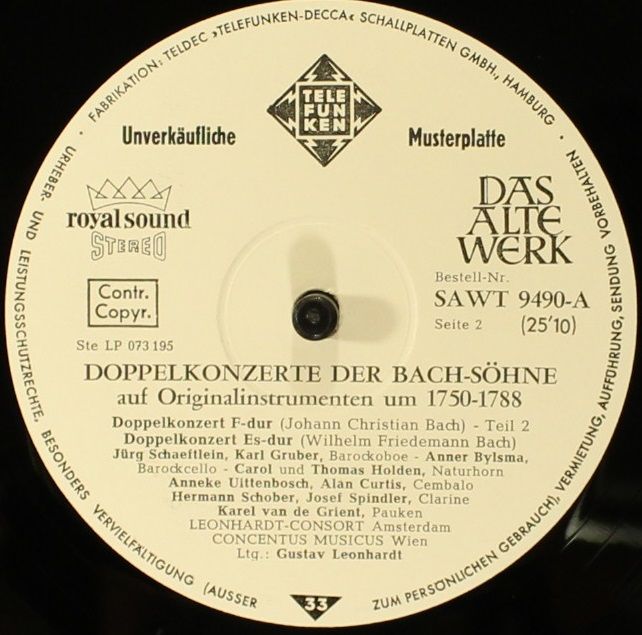 · FABRIKATION: TELDEC »TELEFUNKEN-DECCA« SCHALLPLATTEN GMBH., HAMBURG ·
URHEBER- UND LEISTUNGSSCHUTZRECHTE, BESONDERS VERVIELFÄLTIGUNG (AUSSER
ZUM PERSÖNLICHEN GEBRAUCH), VERMIETUNG, AUFFÜHRUNG, SENDUNG VORBEHALTEN
TELE
FUN
KEN
Unverkäufliche Musterplatte
royal sound
STEREO
DAS
ALTE
WERK
Contr.
Copyr.
Bestell-Nr.
SAWT 9490-A
Seite 2 (25'10)
Ste LP 073 195
DOPPELKONZERTE DER BACH-SÖHNE
auf Originalinstrumenten um 1750-1788
Doppelkonzert F-dur (Johann Christian Bach) - Teil 2
Doppelkonzert Es-dur (Wilhelm Friedemann Bach)
Jürg Schaeftlein, Karl Gruber, Barockoboe - Anner Bylsma,
Barockcello - Carol und Thomas Holden, Naturhorn
Anneke Uittenbosch, Alan Curtis, Cembalo
Hermann Schober, Josef Spindler, Clarine
Karel van de Grient, Pauken
LEONHARDT-CONSORT Amsterdam
CONCENTUS MUSICUS Wien
Ltg.: Gustav Leonhardt
33